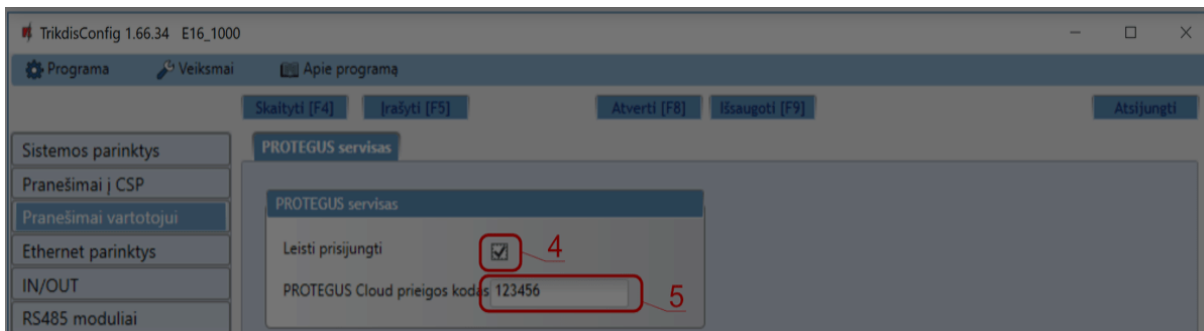 TrikdisConfig 1.66.34 E16_1000
Programa Veiksmai Apie programą
Skaityti [F4] Įrašyti [F5] Atverti [F8] Išsaugoti [F9] Atsijungti
Sistemos parinktys
PROTEGUS servisas
Pranešimai į CSP
Pranešimai vartotojui
PROTEGUS servisas
Ethernet parinktys
Leisti prisijungti 4
IN/OUT
PROTEGUS Cloud prieigos kodas 123456 5
RS485 moduliai